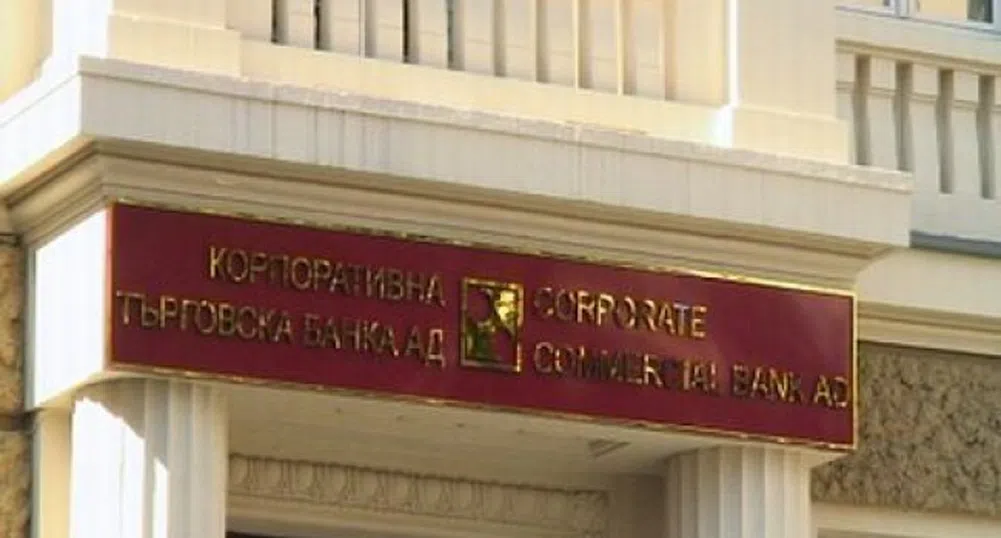 КОРПОРАТИВНА
ТЪРГОВСКА БАНКА АД
CORPORATE
COMMERCIAL BANK AD